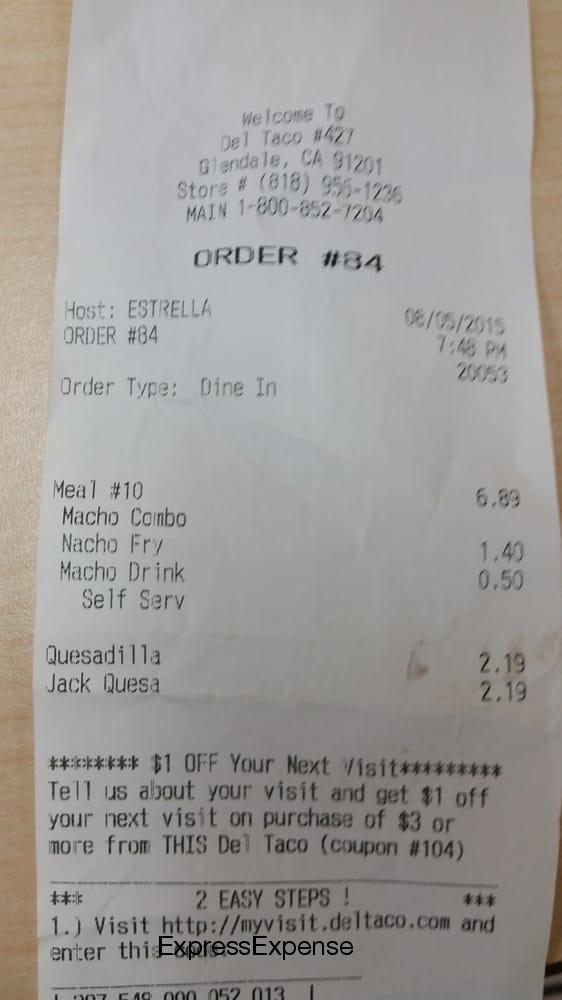 Welcome To
Del Taco #427
Glendale, CA 91201
Store # (818) 956-1236
MAIN 1-800-852-7204
ORDER #84
Host: ESTRELLA 08/05/2015
ORDER #84 7:48 PM
20053
Order Type: Dine In
Meal #10 6.89
Macho Combo
Nacho Fry 1.40
Macho Drink 0.50
Self Serv
Quesadilla 2.19
Jack Quesa 2.19
******** $1 OFF Your Next Visit*********
Tell us about your visit and get $1 off
your next visit on purchase of $3 or
more from THIS Del Taco (coupon #104)
*** 2 EASY STEPS ! ***
1.) Visit http://myvisit.deltaco.com and
enter this
ExpressExpense
548 000 052 013